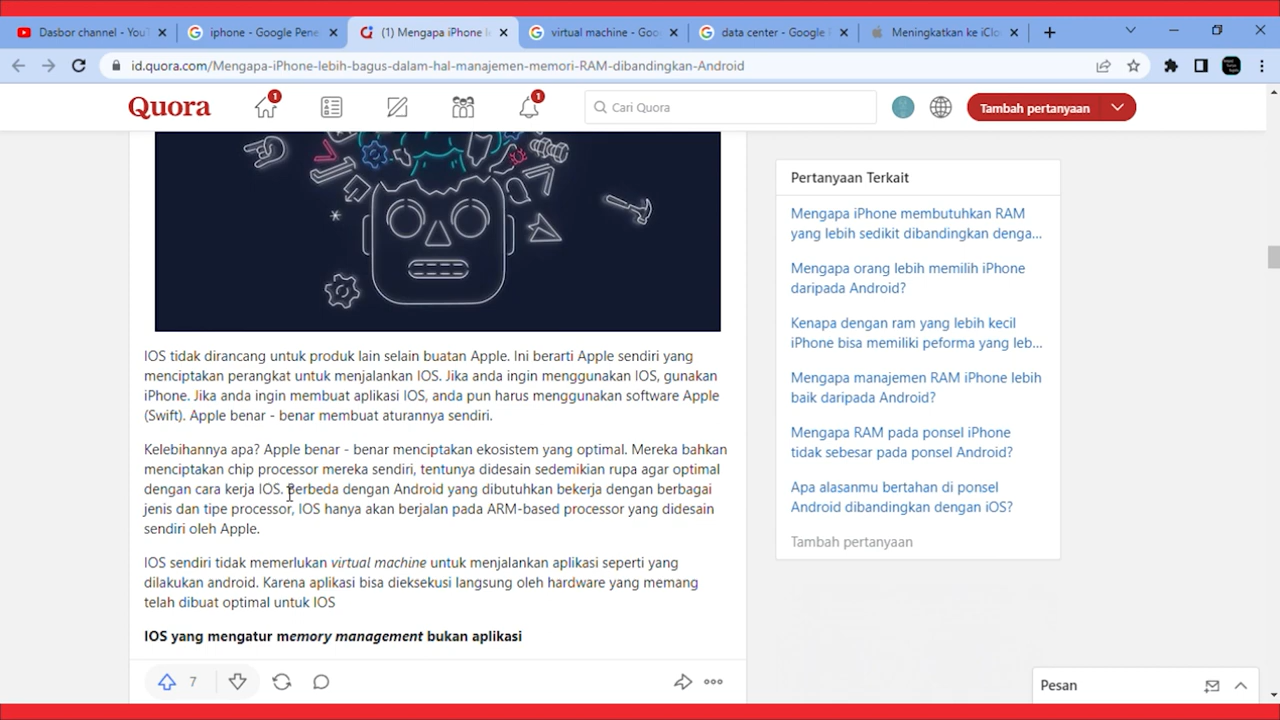 Dasbor channel - YouT
iphone - Google Pene
(1) Mengapa iPhone l
virtual machine - Goo
data center - Google P
Meningkatkan ke iClo
id.quora.com/Mengapa-iPhone-lebih-bagus-dalam-hal-manajemen-memori-RAM-dibandingkan-Android
Quora
1
1
Cari Quora
Tambah pertanyaan
IOS tidak dirancang untuk produk lain selain buatan Apple. Ini berarti Apple sendiri yang
menciptakan perangkat untuk menjalankan IOS. Jika anda ingin menggunakan IOS, gunakan
iPhone. Jika anda ingin membuat aplikasi IOS, anda pun harus menggunakan software Apple
(Swift). Apple benar - benar membuat aturannya sendiri.
Kelebihannya apa? Apple benar - benar menciptakan ekosistem yang optimal. Mereka bahkan
menciptakan chip processor mereka sendiri, tentunya didesain sedemikian rupa agar optimal
dengan cara kerja IOS. Berbeda dengan Android yang dibutuhkan bekerja dengan berbagai
jenis dan tipe processor, IOS hanya akan berjalan pada ARM-based processor yang didesain
sendiri oleh Apple.
IOS sendiri tidak memerlukan virtual machine untuk menjalankan aplikasi seperti yang
dilakukan android. Karena aplikasi bisa dieksekusi langsung oleh hardware yang memang
telah dibuat optimal untuk IOS
IOS yang mengatur memory management bukan aplikasi
7
Pertanyaan Terkait
Mengapa iPhone membutuhkan RAM
yang lebih sedikit dibandingkan denga...
Mengapa orang lebih memilih iPhone
daripada Android?
Kenapa dengan ram yang lebih kecil
iPhone bisa memiliki peforma yang leb...
Mengapa manajemen RAM iPhone lebih
baik daripada Android?
Mengapa RAM pada ponsel iPhone
tidak sebesar pada ponsel Android?
Apa alasanmu bertahan di ponsel
Android dibandingkan dengan iOS?
Tambah pertanyaan
Pesan